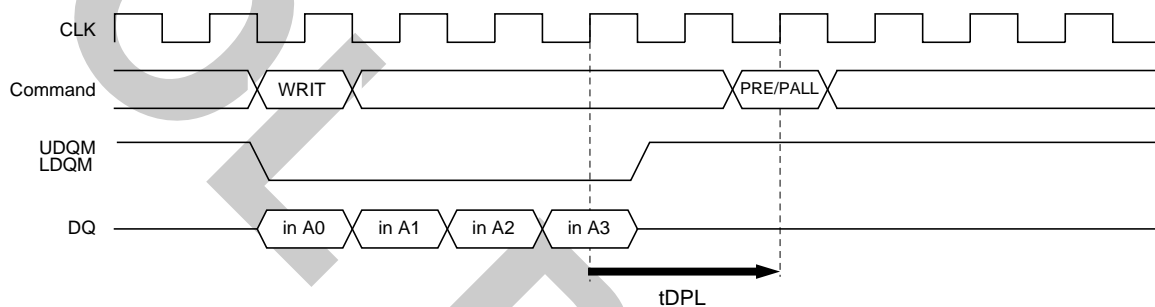 CLK
Command WRIT PRE/PALL
UDQM
LDQM
DQ in A0 in A1 in A2 in A3
tDPL